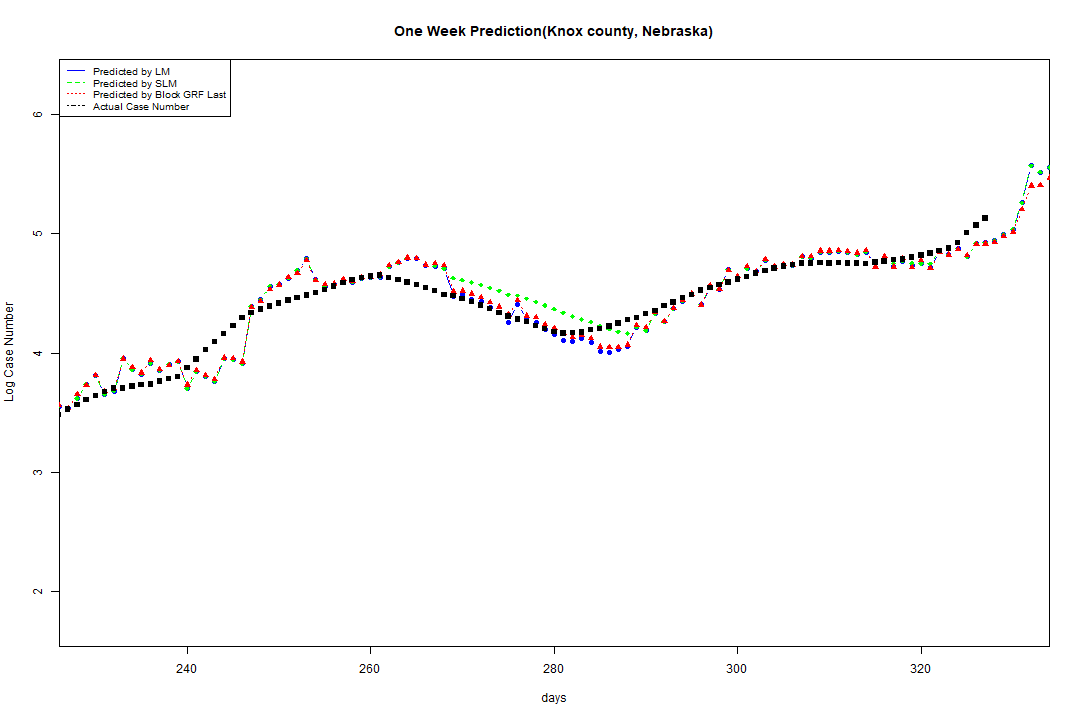 One Week Prediction(Knox county, Nebraska)
Predicted by LM
Predicted by SLM
Predicted by Block GRF Last
Actual Case Number
6
5
4
3
2
Log Case Number
240 260 280 300 320
days